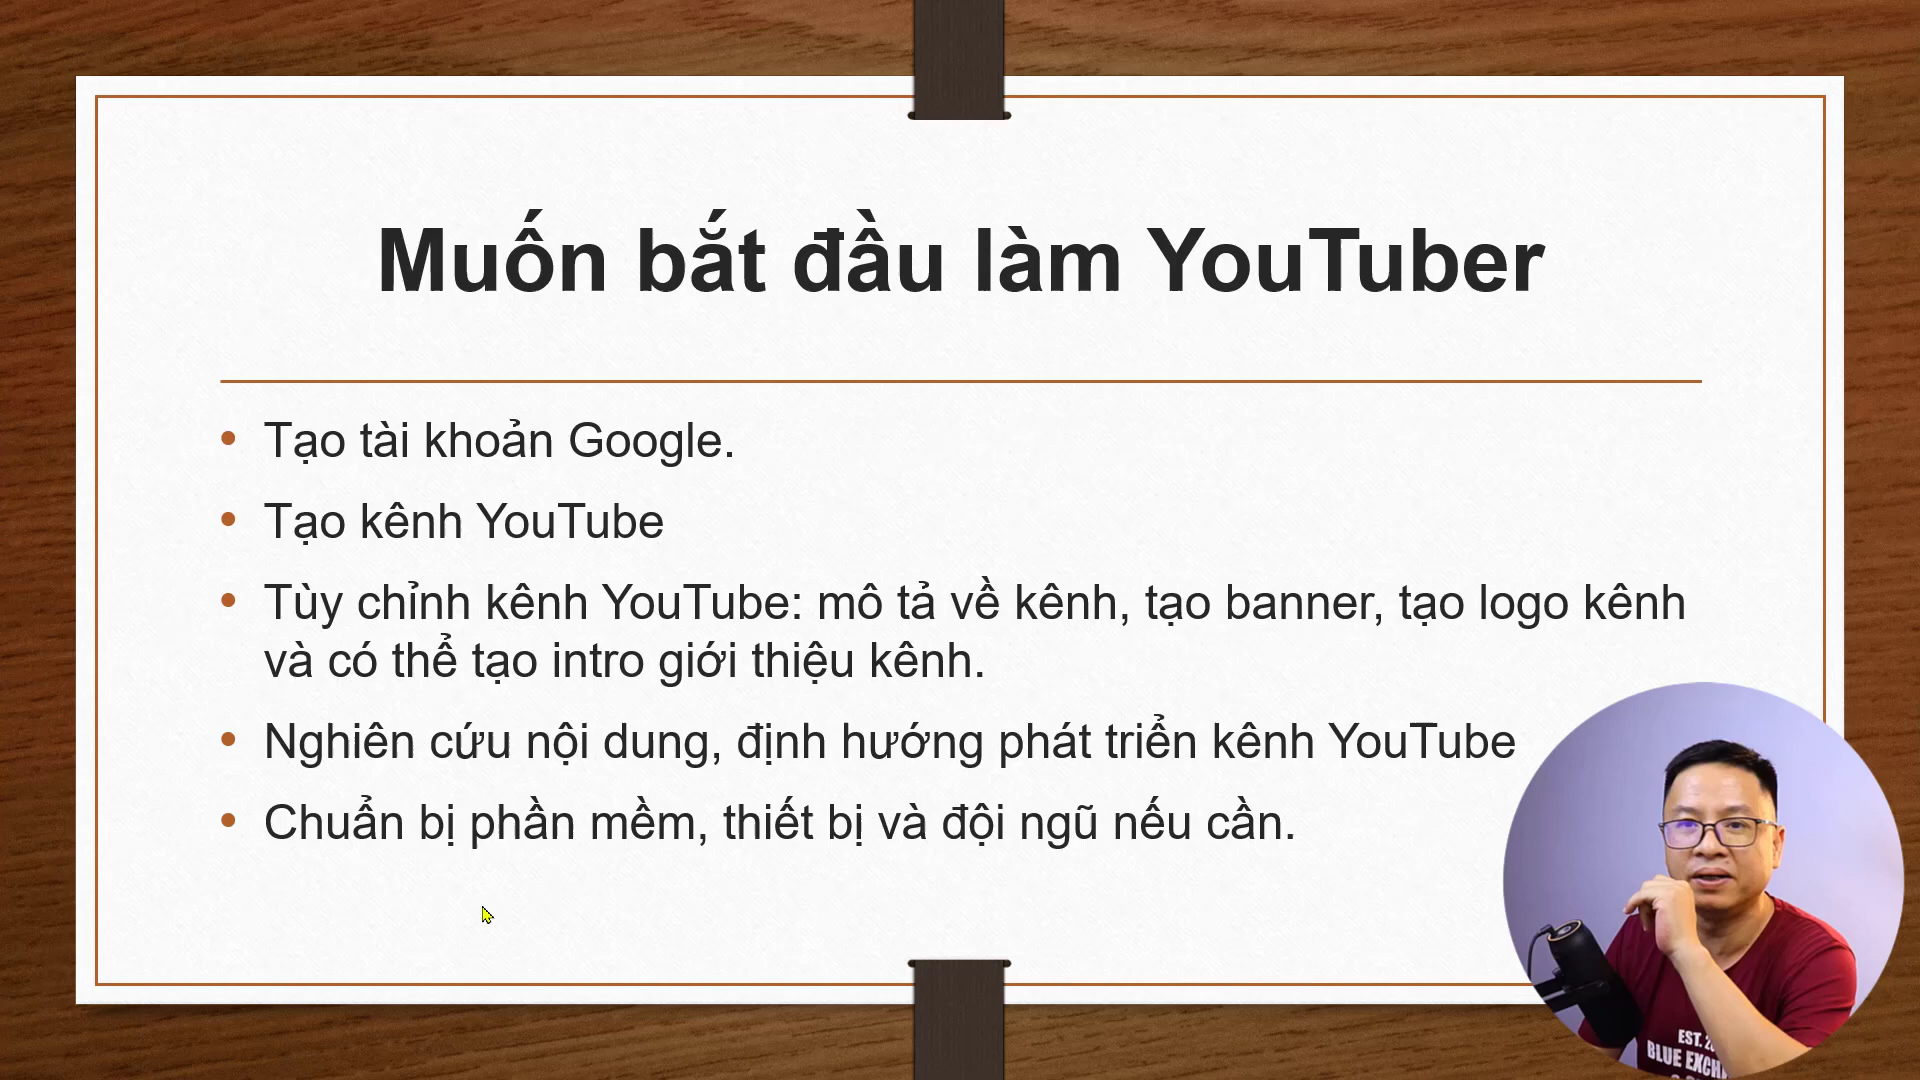 Muốn bắt đầu làm YouTuber
Tạo tài khoản Google.
Tạo kênh YouTube
Tùy chỉnh kênh YouTube: mô tả về kênh, tạo banner, tạo logo kênh
và có thể tạo intro giới thiệu kênh.
Nghiên cứu nội dung, định hướng phát triển kênh YouTube
Chuẩn bị phần mềm, thiết bị và đội ngũ nếu cần.
EST.
BLUE